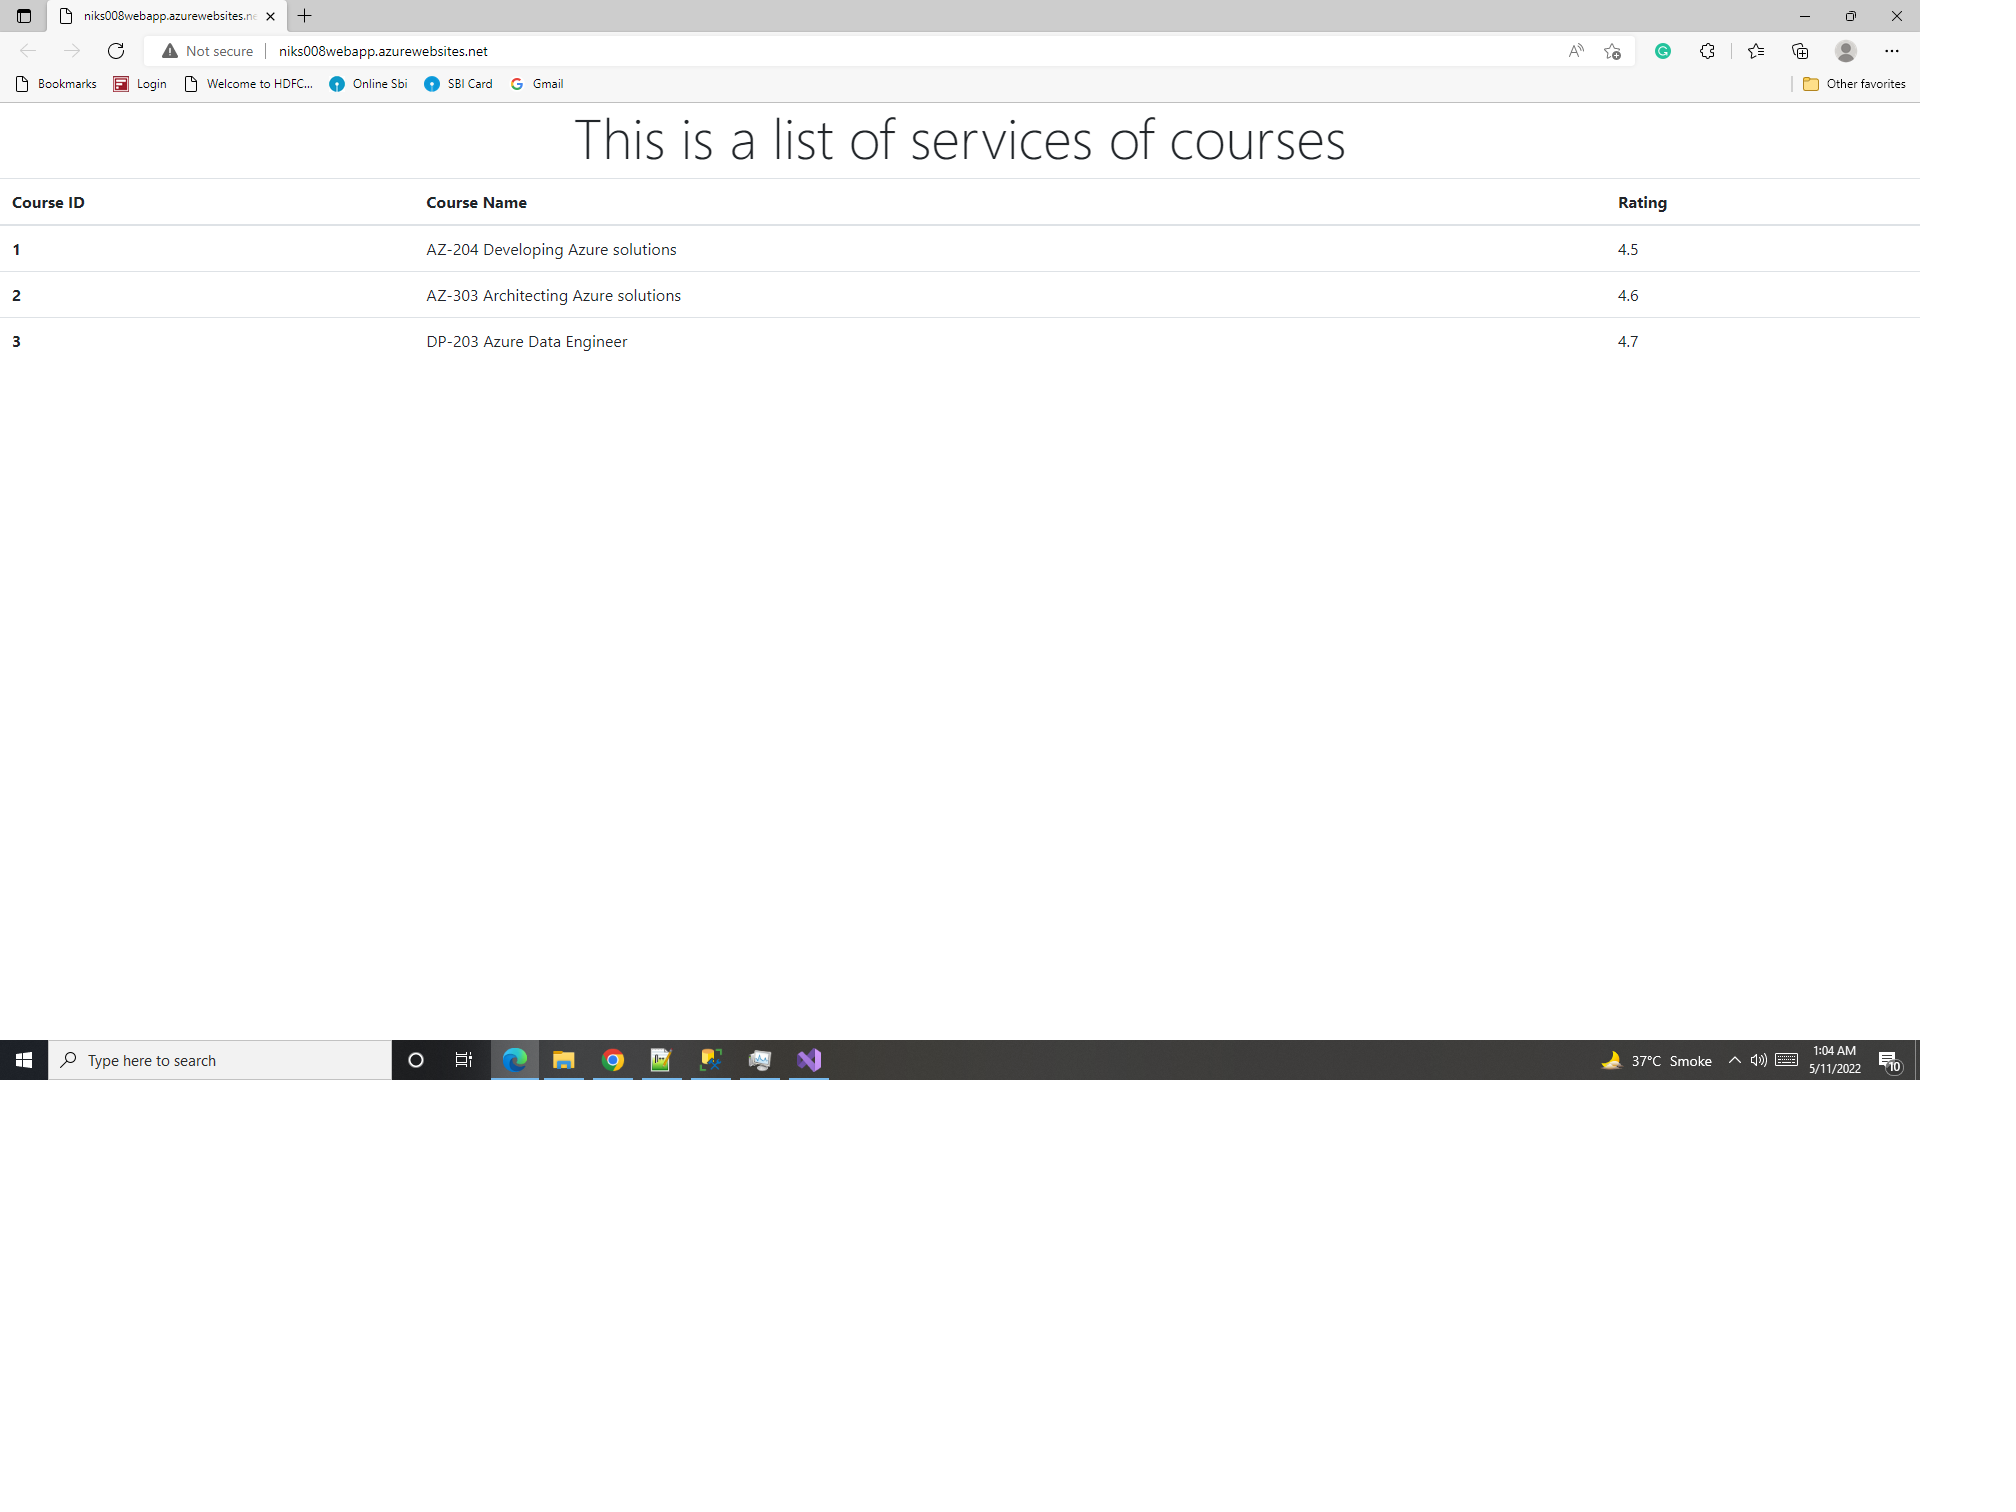 niks008webapp.azurewebsites.ne
Not secure niks008webapp.azurewebsites.net
Bookmarks Login Welcome to HDFC... Online Sbi SBI Card Gmail Other favorites
This is a list of services of courses
Course ID Course Name Rating
1 AZ-204 Developing Azure solutions 4.5
2 AZ-303 Architecting Azure solutions 4.6
3 DP-203 Azure Data Engineer 4.7
Type here to search
37°C Smoke
1:04 AM
5/11/2022
10